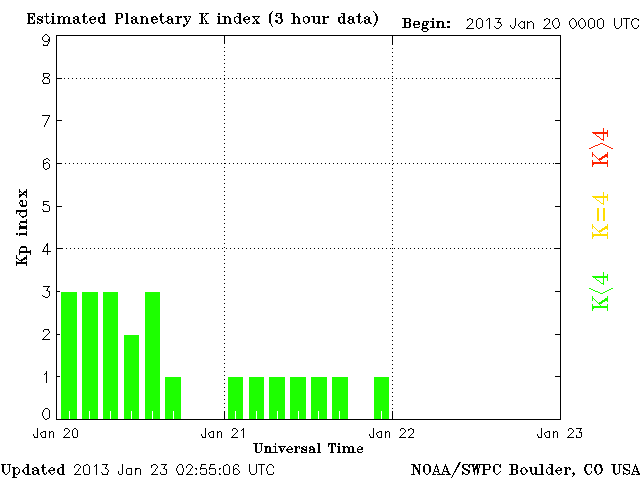 Estimated Planetary K index (3 hour data)
Begin: 2013 Jan 20 0000 UTC
9
8
7
6
5
4
3
2
1
0
Kp index
K>4
K=4
K<4
Jan 20 Jan 21 Jan 22 Jan 23
Universal Time
Updated 2013 Jan 23 02:55:06 UTC
NOAA/SWPC Boulder, CO USA